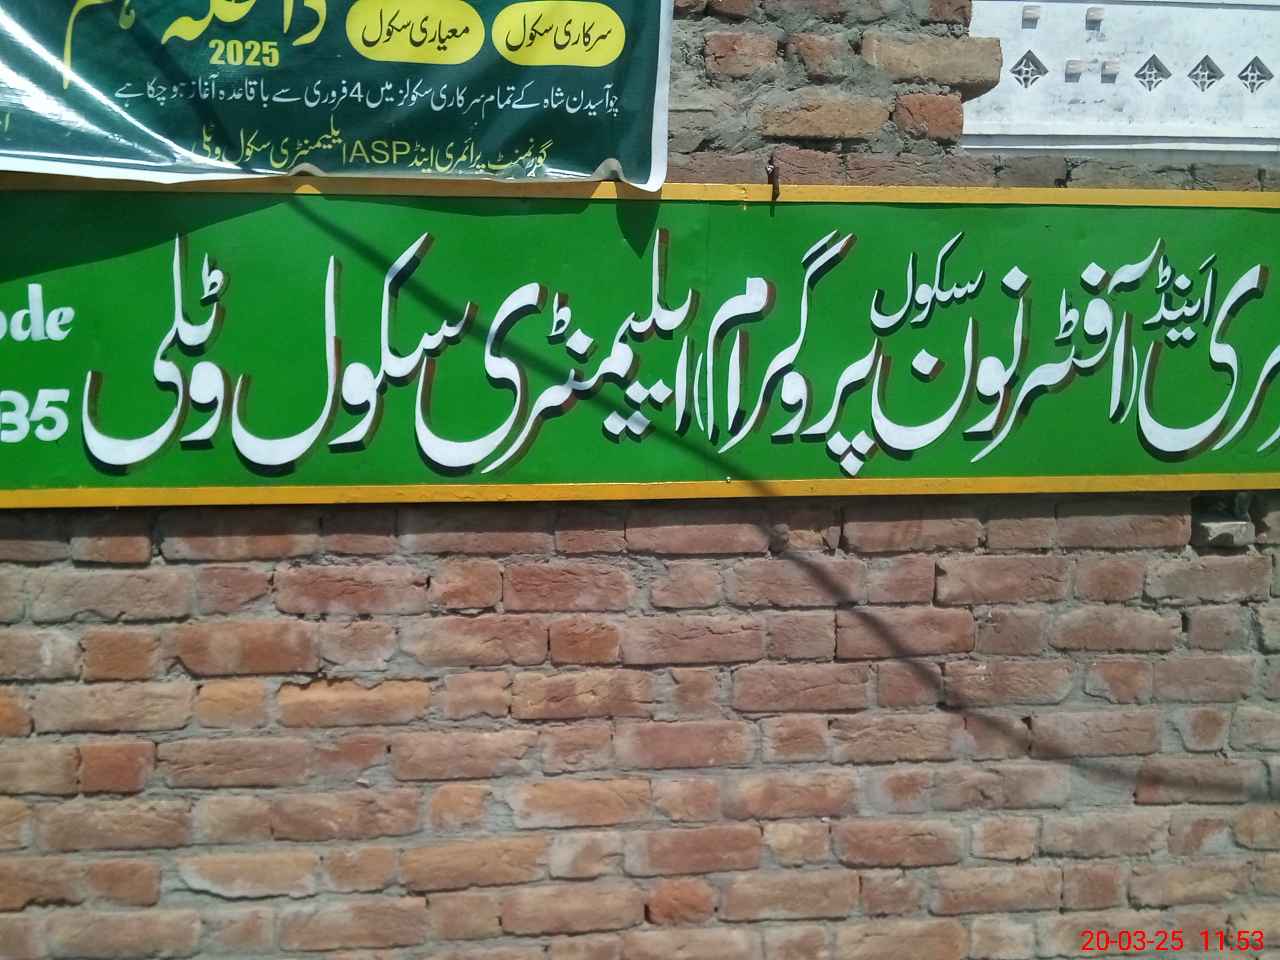 داخلہ مہم
2025
سرکاری سکول
معیاری سکول
چوآسیدن شاہ کے تمام سرکاری سکولز میں 4 فروری سے باقاعدہ آغاز ہو چکا ہے
گورنمنٹ پرائمری اینڈ ASP ایلیمنٹری سکول وٹلی
ری اینڈ (آفٹر نون سکول پروگرام) ایلیمنٹری سکول وٹلی
ode
35
20-03-25 11:53